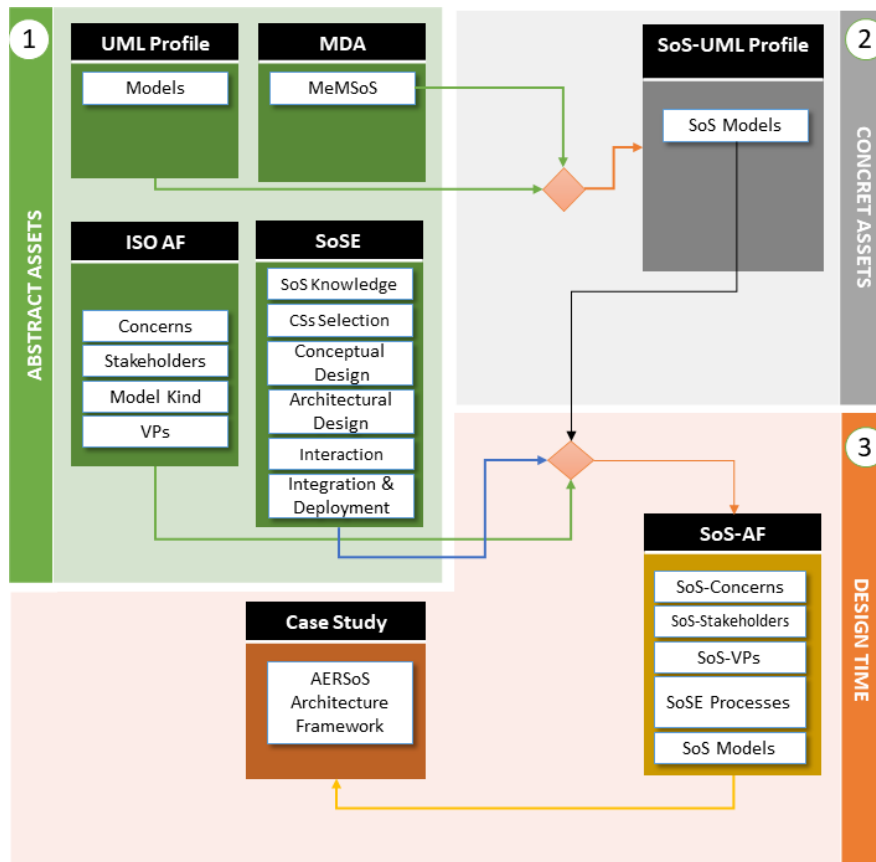 1
ABSTRACT ASSETS
UML Profile
Models
MDA
MeMSoS
ISO AF
Concerns
Stakeholders
Model Kind
VPs
SoSE
SoS Knowledge
CSs Selection
Conceptual
Design
Architectural
Design
Interaction
Integration &
Deployment
2
CONCRET ASSETS
SoS-UML Profile
SoS Models
3
DESIGN TIME
SoS-AF
SoS-Concerns
SoS-Stakeholders
SoS-VPs
SoSE Processes
SoS Models
Case Study
AERSoS
Architecture
Framework